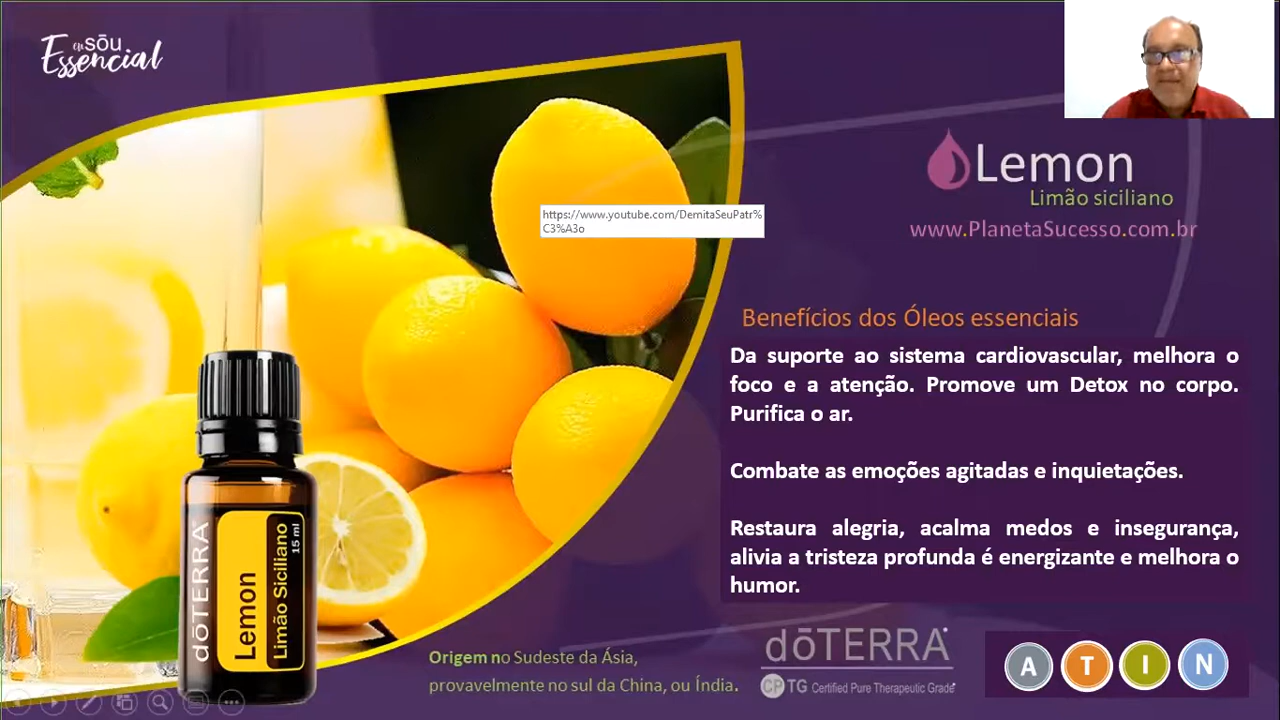 eu sōu
Essencial
Lemon
Limão siciliano
www.PlanetaSucesso.com.br
https://www.youtube.com/DemitaSeuPatr%
C3%A3o
Benefícios dos Óleos essenciais
Da suporte ao sistema cardiovascular, melhora o
foco e a atenção. Promove um Detox no corpo.
Purifica o ar.
Combate as emoções agitadas e inquietações.
Restaura alegria, acalma medos e insegurança,
alivia a tristeza profunda é energizante e melhora o
humor.
dōTERRA
Lemon
Limão Siciliano
15 ml
Origem no Sudeste da Ásia,
provavelmente no sul da China, ou Índia.
dōTERRA
CPTG Certified Pure Therapeutic Grade
A T I N